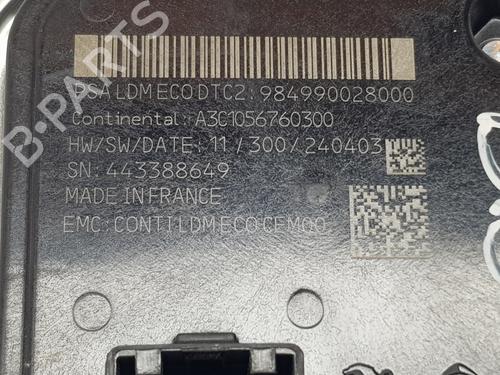 PSA LDM ECO DTC2: 984990028000
Continental: A3C1056760300
HW/SW/DATE: 11/300/240403
SN: 443388649
MADE IN FRANCE
EMC: CONTI LDM ECO CEM00
B-PARTS